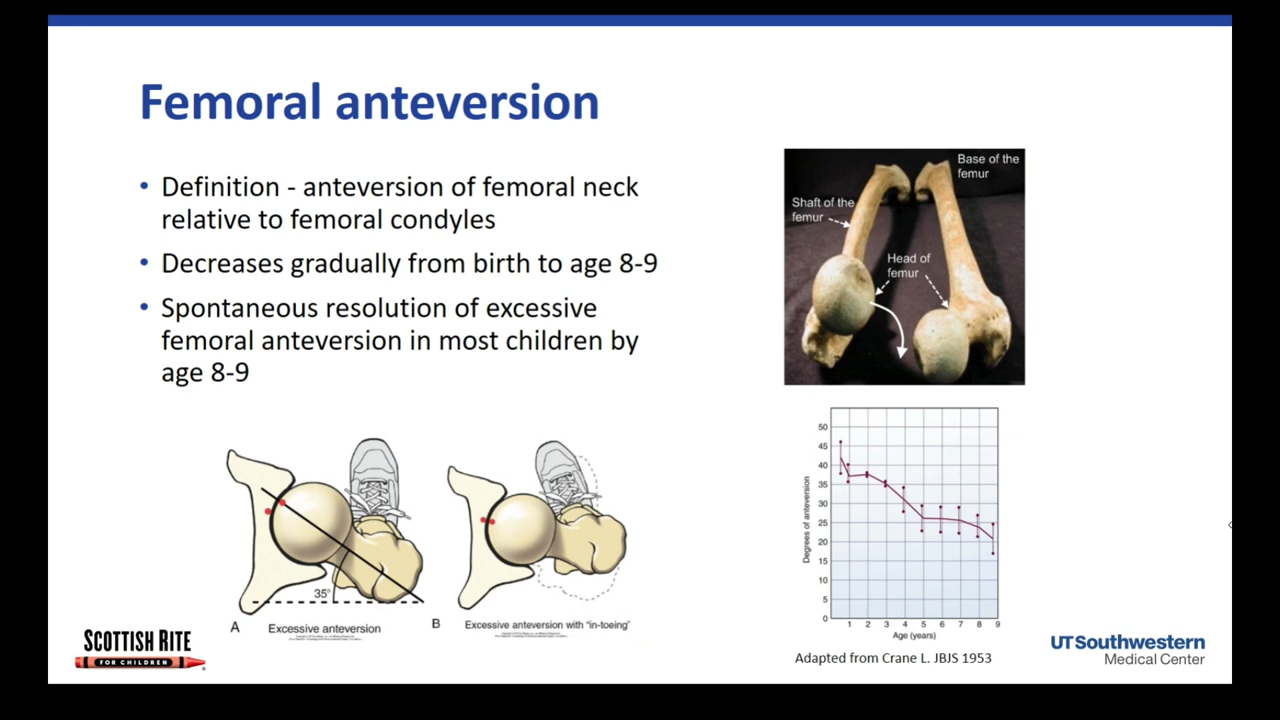 Femoral anteversion
• Definition - anteversion of femoral neck
relative to femoral condyles
• Decreases gradually from birth to age 8-9
• Spontaneous resolution of excessive
femoral anteversion in most children by
age 8-9
Base of the
femur
Shaft of the
femur
Head of
femur
35°
A
Excessive anteversion
B
Excessive anteversion with "in-toeing"
Degrees of anteversion
50
45
40
35
30
25
20
15
10
5
0
1 2 3 4 5 6 7 8 9
Age (years)
Adapted from Crane L. JBJS 1953
SCOTTISH RITE
FOR CHILDREN
UTSouthwestern
Medical Center